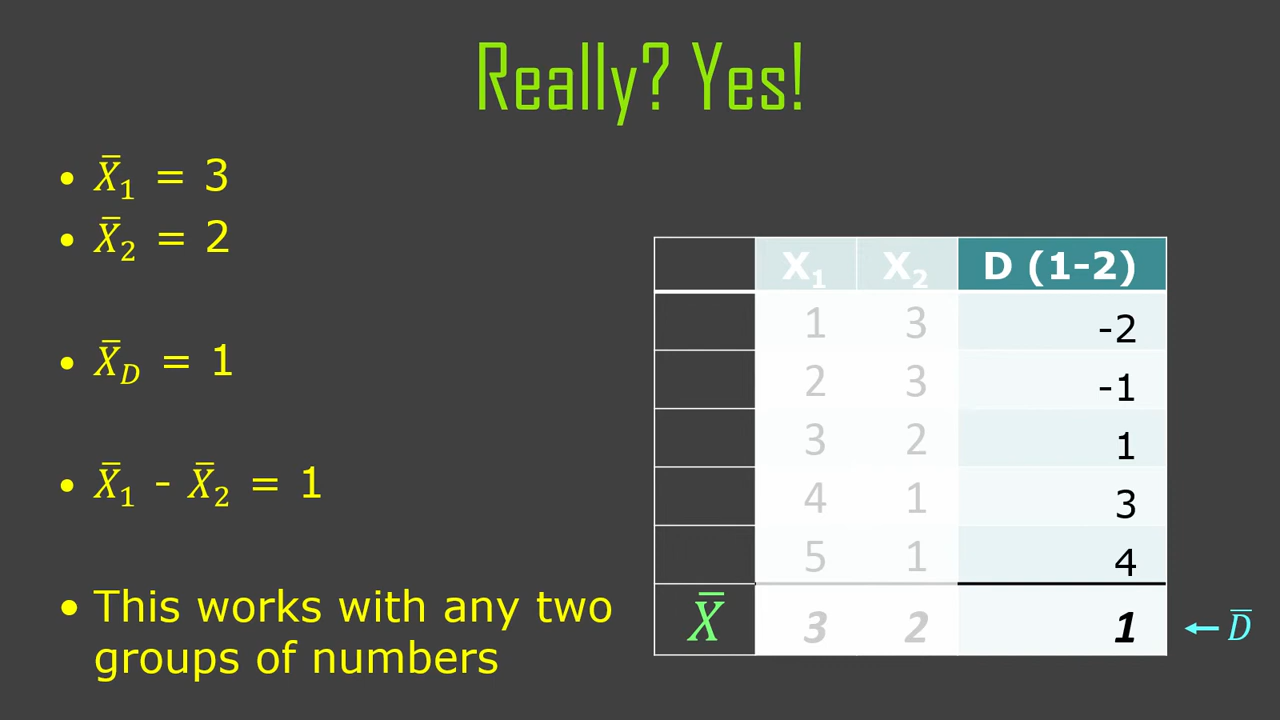 Really? Yes!
• X̄₁ = 3
• X̄₂ = 2
• X̄_D = 1
• X̄₁ - X̄₂ = 1
• This works with any two
groups of numbers
X₁ X₂ D (1-2)
1 3 -2
2 3 -1
3 2 1
4 1 3
5 1 4
X̄ 3 2 1 ← D̄